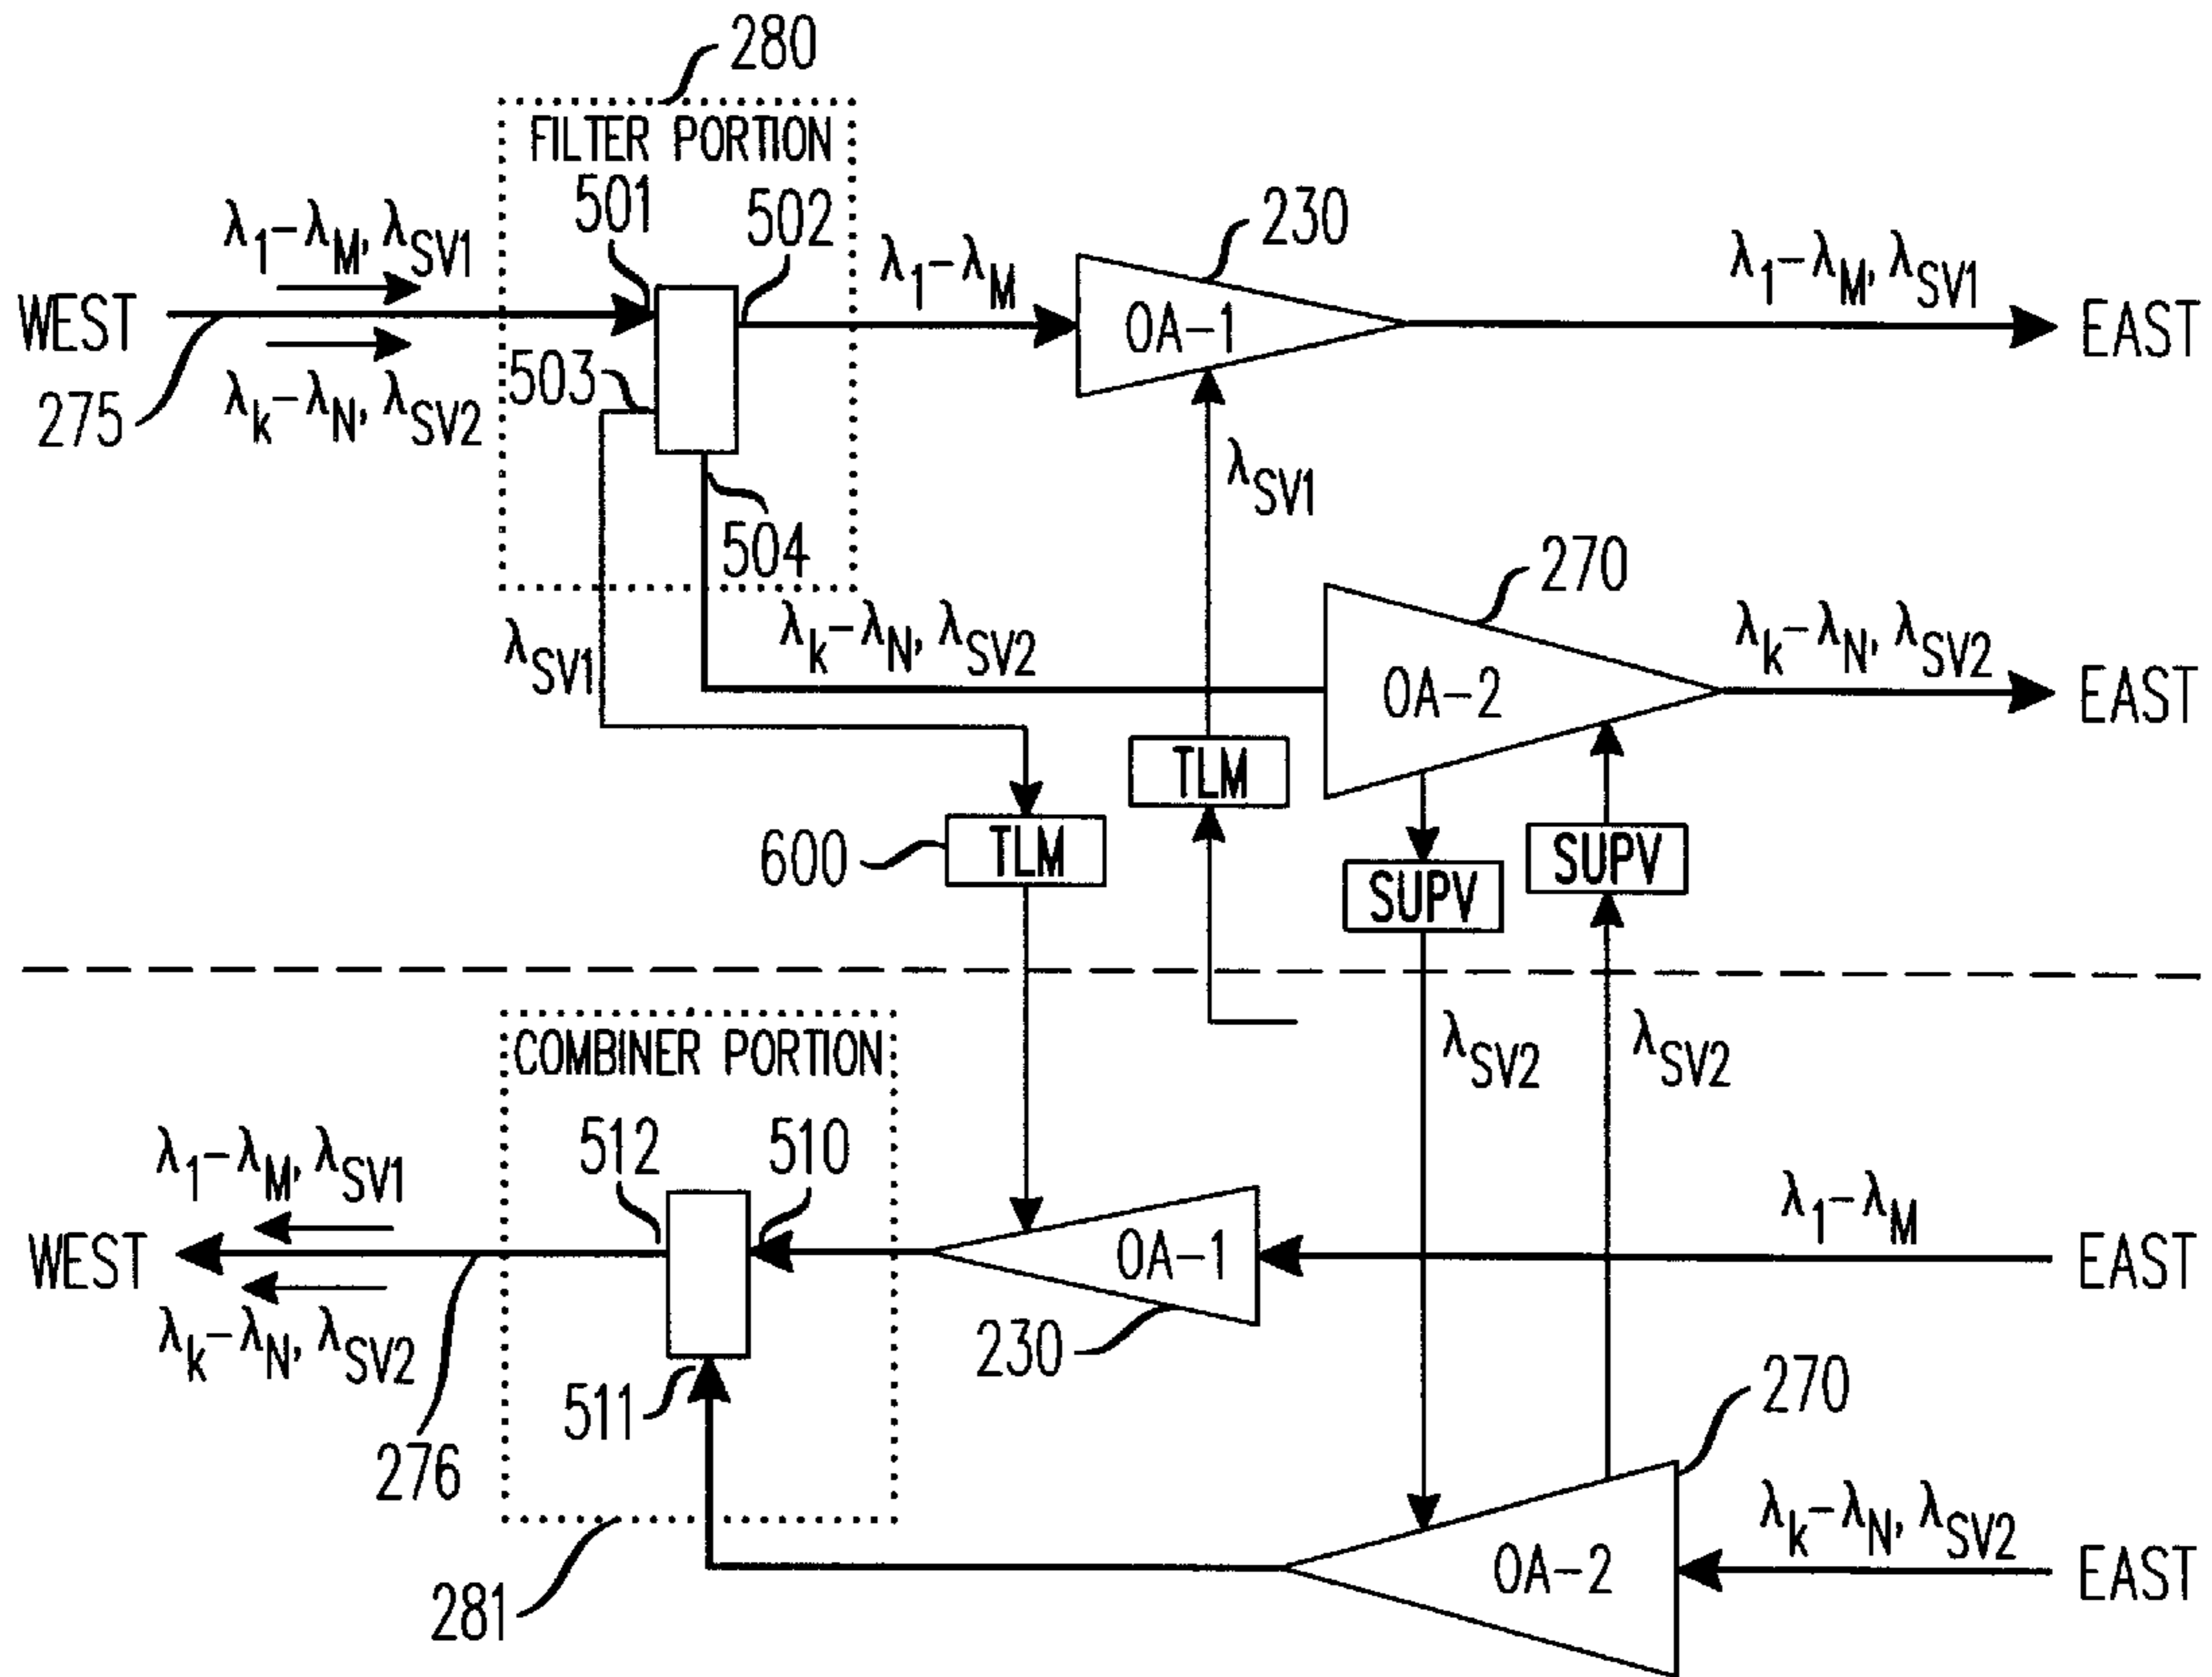 280
FILTER PORTION
501
502
230
λ1-λM, λSV1
λ1-λM
λ1-λM, λSV1
WEST
OA-1
EAST
503
275
λk-λN, λSV2
λSV1
504
270
λSV1
λk-λN, λSV2
λk-λN, λSV2
OA-2
EAST
TLM
600
TLM
SUPV
SUPV
COMBINER PORTION
λSV2
λSV2
512
510
λ1-λM, λSV1
λ1-λM
WEST
OA-1
EAST
λk-λN, λSV2
230
511
270
276
λk-λN, λSV2
OA-2
EAST
281